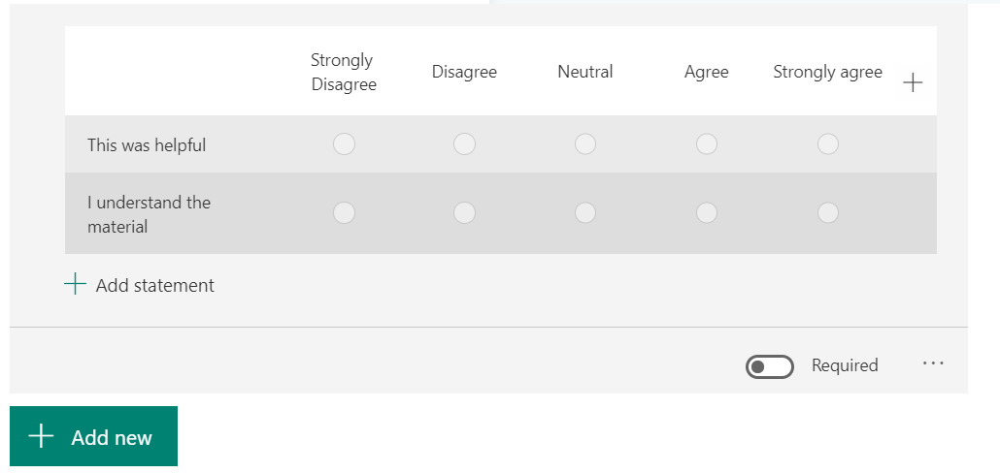 Strongly
Disagree
Disagree
Neutral
Agree
Strongly agree
This was helpful
I understand the
material
Add statement
Required
Add new